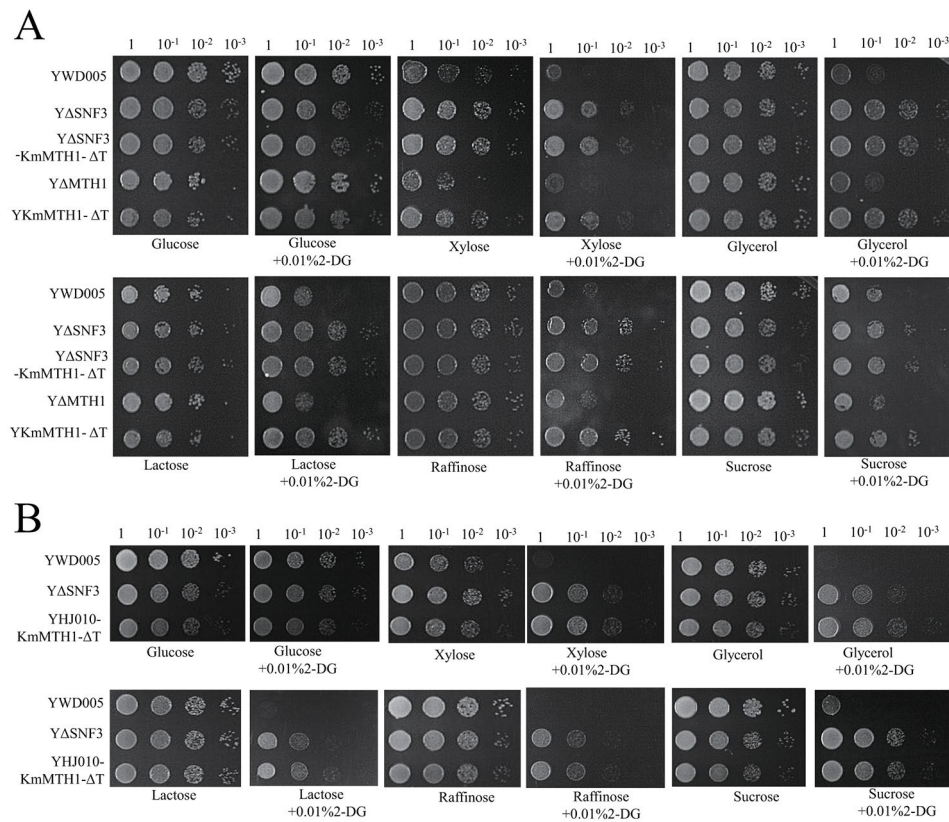 A
1 10-1 10-2 10-3 1 10-1 10-2 10-3 1 10-1 10-2 10-3 1 10-1 10-2 10-3 1 10-1 10-2 10-3 1 10-1 10-2 10-3
YWD005
YΔSNF3
YΔSNF3
-KmMTH1-ΔT
YΔMTH1
YKmMTH1-ΔT
Glucose Glucose Xylose Xylose Glycerol Glycerol
+0.01%2-DG +0.01%2-DG +0.01%2-DG
YWD005
YΔSNF3
YΔSNF3
-KmMTH1-ΔT
YΔMTH1
YKmMTH1-ΔT
Lactose Lactose Raffinose Raffinose Sucrose Sucrose
+0.01%2-DG +0.01%2-DG +0.01%2-DG
B
1 10-1 10-2 10-3 1 10-1 10-2 10-3 1 10-1 10-2 10-3 1 10-1 10-2 10-3 1 10-1 10-2 10-3 1 10-1 10-2 10-3
YWD005
YΔSNF3
YHJ010-
KmMTH1-ΔT
Glucose Glucose Xylose Xylose Glycerol Glycerol
+0.01%2-DG +0.01%2-DG +0.01%2-DG
YWD005
YΔSNF3
YHJ010-
KmMTH1-ΔT
Lactose Lactose Raffinose Raffinose Sucrose Sucrose
+0.01%2-DG +0.01%2-DG +0.01%2-DG